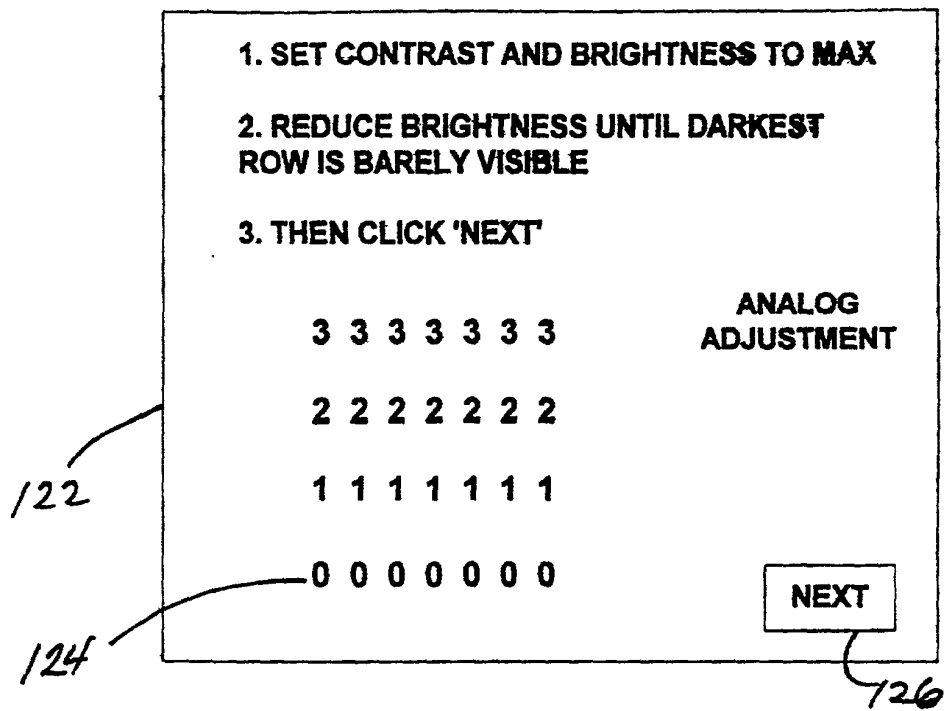 1. SET CONTRAST AND BRIGHTNESS TO MAX
2. REDUCE BRIGHTNESS UNTIL DARKEST
ROW IS BARELY VISIBLE
3. THEN CLICK 'NEXT'
ANALOG
ADJUSTMENT
3 3 3 3 3 3 3
2 2 2 2 2 2 2
1 1 1 1 1 1 1
0 0 0 0 0 0 0
NEXT
122
124
126